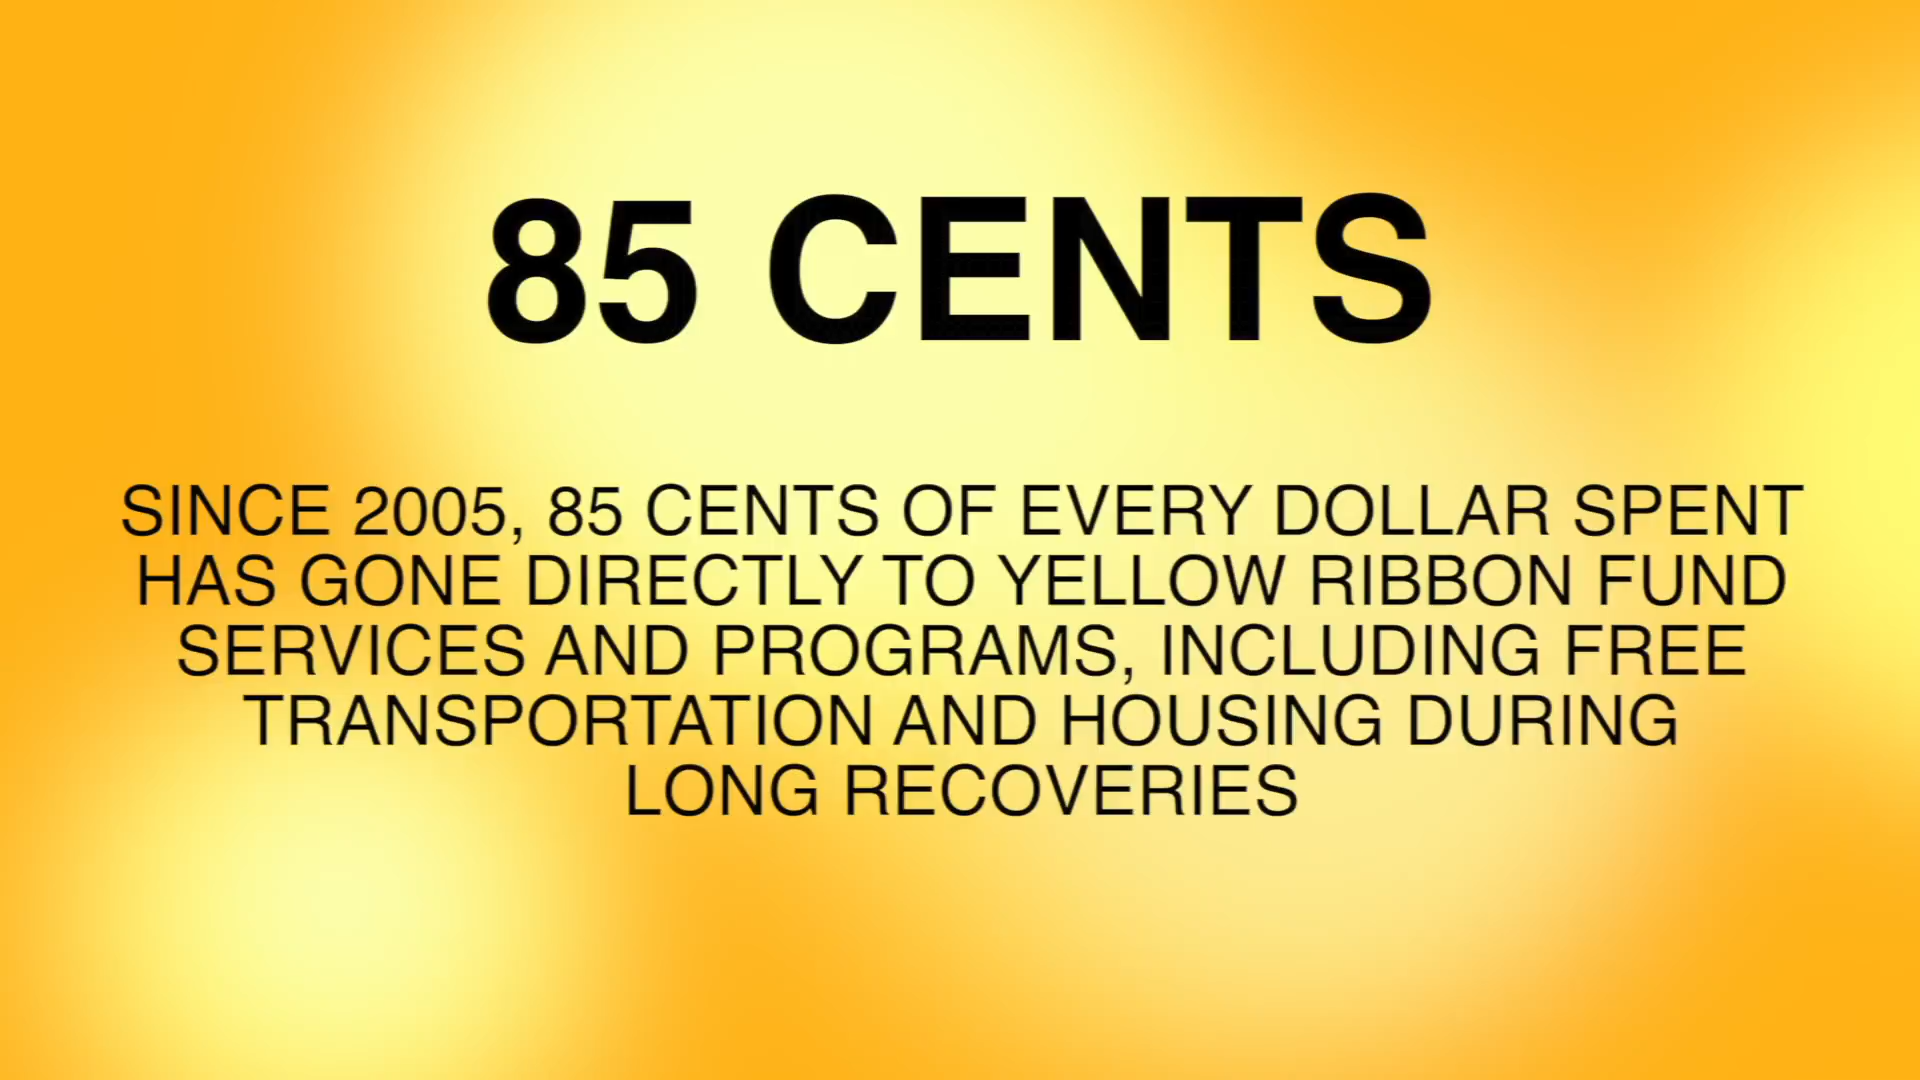 85 CENTS
SINCE 2005, 85 CENTS OF EVERY DOLLAR SPENT
HAS GONE DIRECTLY TO YELLOW RIBBON FUND
SERVICES AND PROGRAMS, INCLUDING FREE
TRANSPORTATION AND HOUSING DURING
LONG RECOVERIES